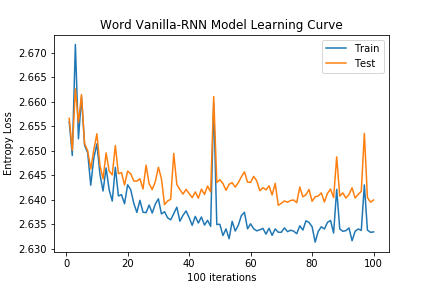 Word Vanilla-RNN Model Learning Curve
Train
Test
Entropy Loss
2.670
2.665
2.660
2.655
2.650
2.645
2.640
2.635
2.630
0 20 40 60 80 100
100 iterations